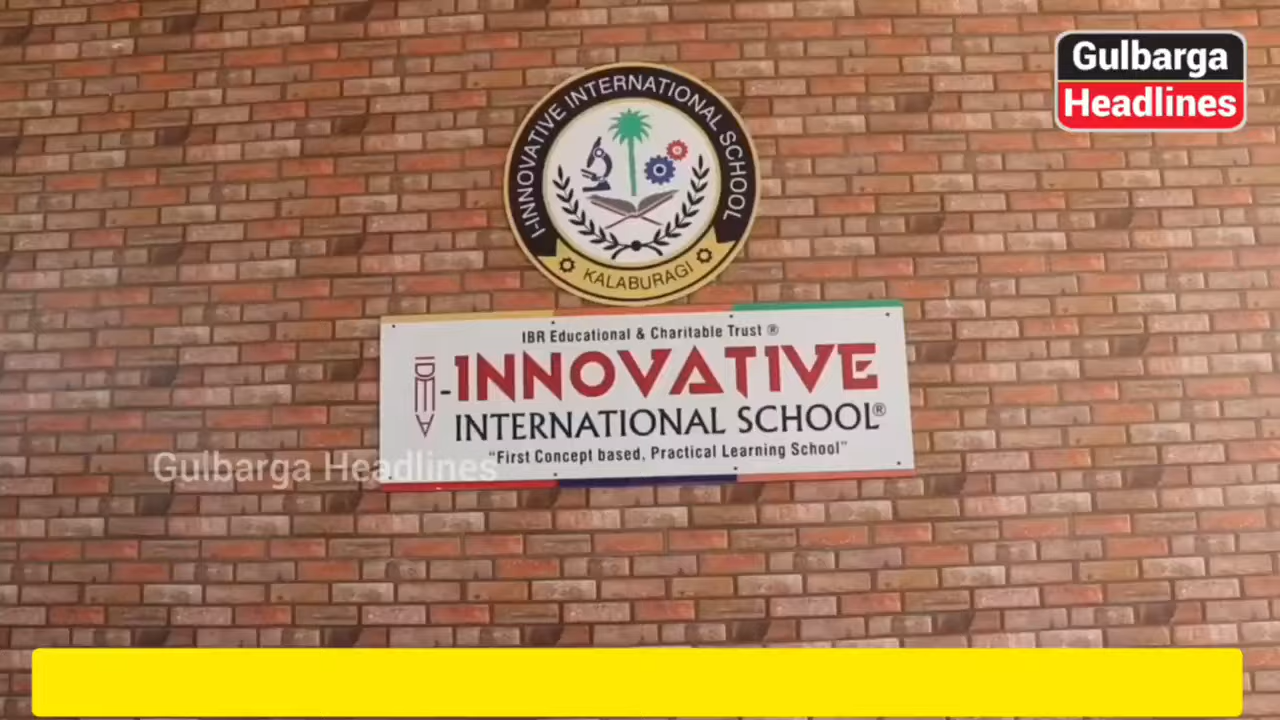 Gulbarga
Headlines
I-INNOVATIVE INTERNATIONAL SCHOOL
KALABURAGI
IBR Educational & Charitable Trust ®
IDEA
-INNOVATIVE
INTERNATIONAL SCHOOL®
"First Concept based, Practical Learning School"
Gulbarga Headlines